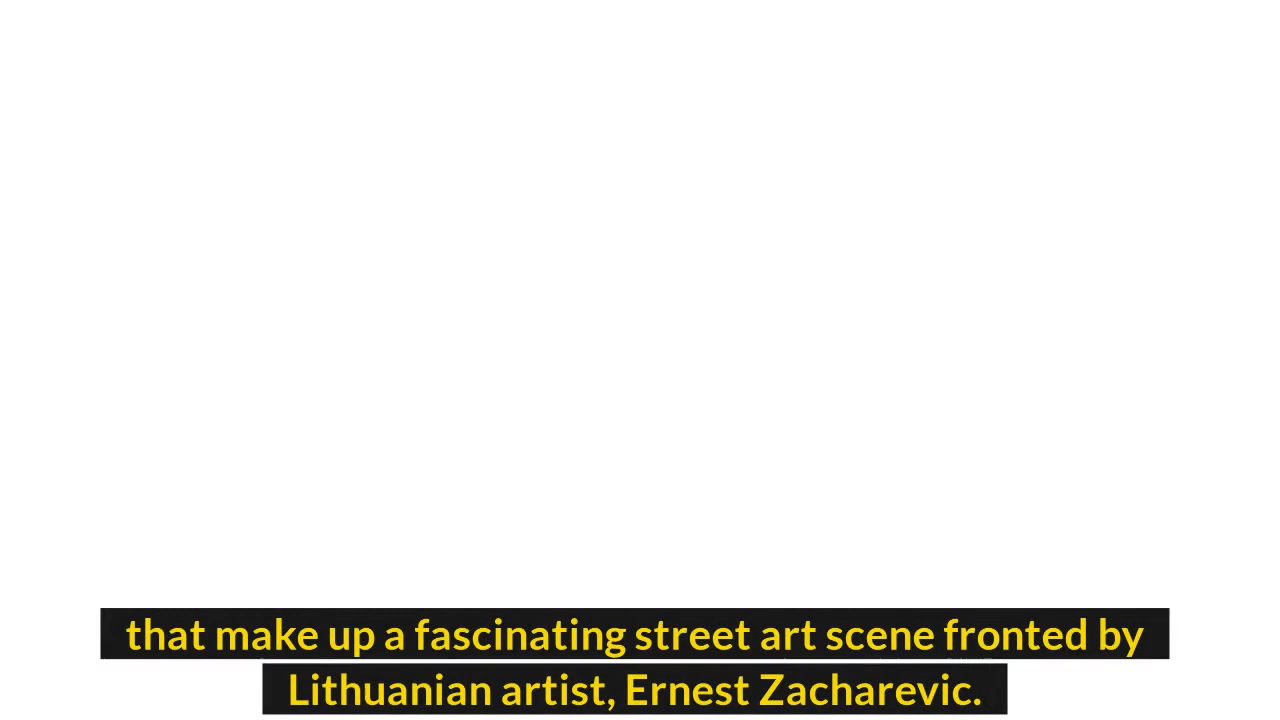 that make up a fascinating street art scene fronted by
Lithuanian artist, Ernest Zacharevic.